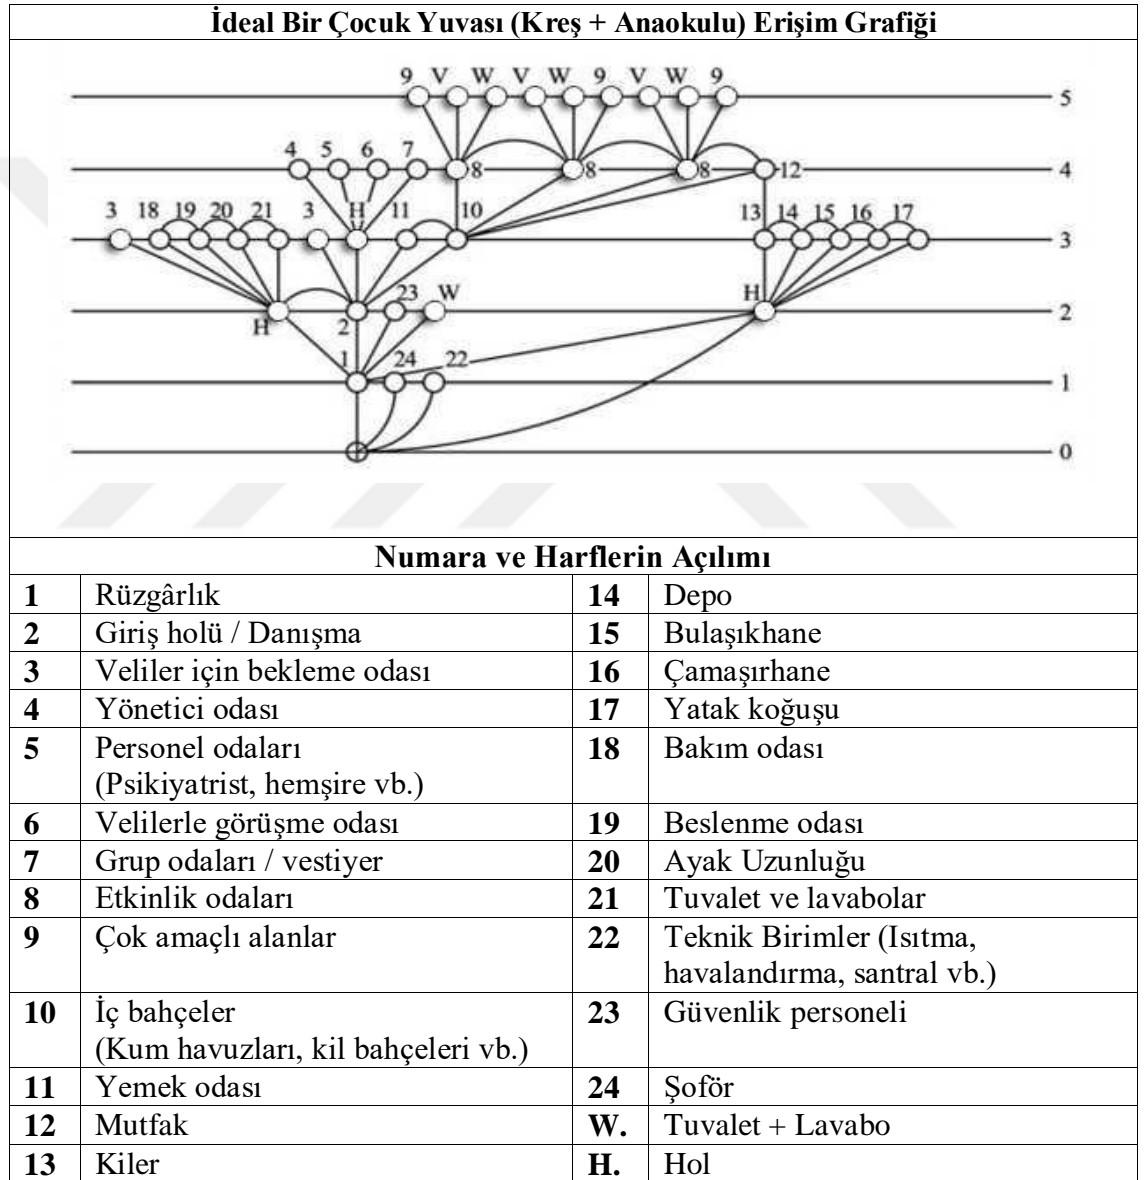 İdeal Bir Çocuk Yuvası (Kreş + Anaokulu) Erişim Grafiği
9 V W V W 9 V W 9
5
4 5 6 7 8 8 8 12 4
3 18 19 20 21 3 H 11 10 13 14 15 16 17
3
23 W H
H 2 2
1 24 22
1
0
Numara ve Harflerin Açılımı
1 Rüzgârlık 14 Depo
2 Giriş holü / Danışma 15 Bulaşıkhane
3 Veliler için bekleme odası 16 Çamaşırhane
4 Yönetici odası 17 Yatak koğuşu
5 Personel odaları 18 Bakım odası
(Psikiyatrist, hemşire vb.)
6 Velilerle görüşme odası 19 Beslenme odası
7 Grup odaları / vestiyer 20 Ayak Uzunluğu
8 Etkinlik odaları 21 Tuvalet ve lavabolar
9 Çok amaçlı alanlar 22 Teknik Birimler (Isıtma,
havalandırma, santral vb.)
10 İç bahçeler 23 Güvenlik personeli
(Kum havuzları, kil bahçeleri vb.)
11 Yemek odası 24 Şoför
12 Mutfak W. Tuvalet + Lavabo
13 Kiler H. Hol